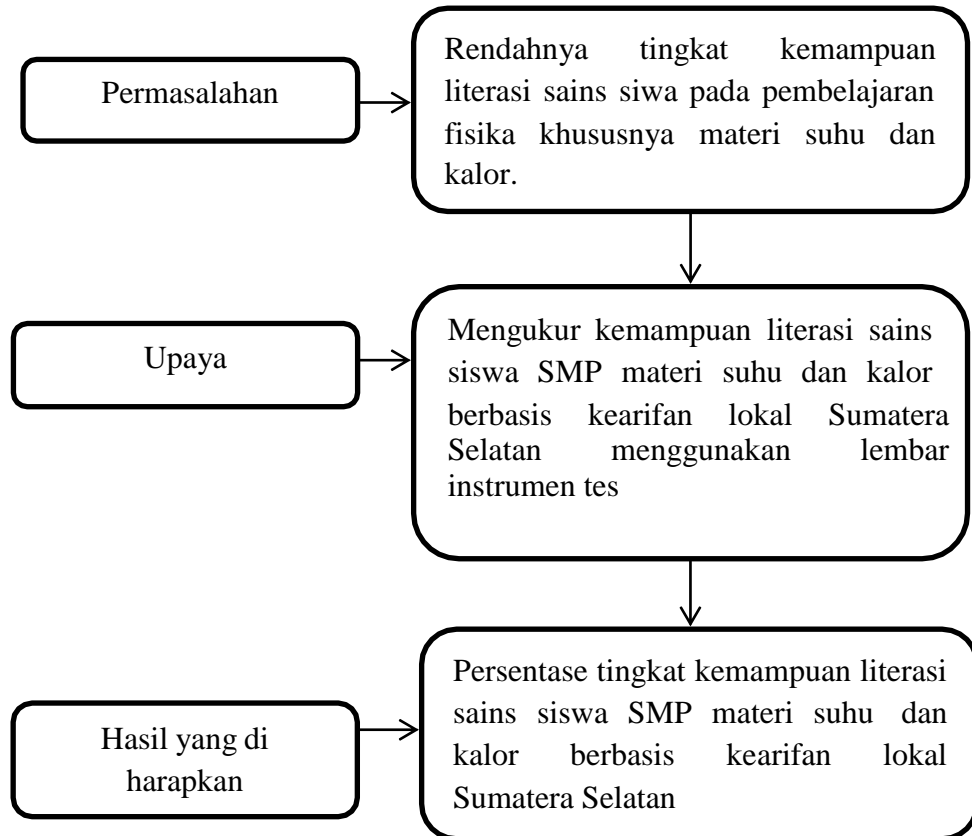 Permasalahan
Rendahnya tingkat kemampuan
literasi sains siwa pada pembelajaran
fisika khususnya materi suhu dan
kalor.
Upaya
Mengukur kemampuan literasi sains
siswa SMP materi suhu dan kalor
berbasis kearifan lokal Sumatera
Selatan menggunakan lembar
instrumen tes
Hasil yang di
harapkan
Persentase tingkat kemampuan literasi
sains siswa SMP materi suhu dan
kalor berbasis kearifan lokal
Sumatera Selatan